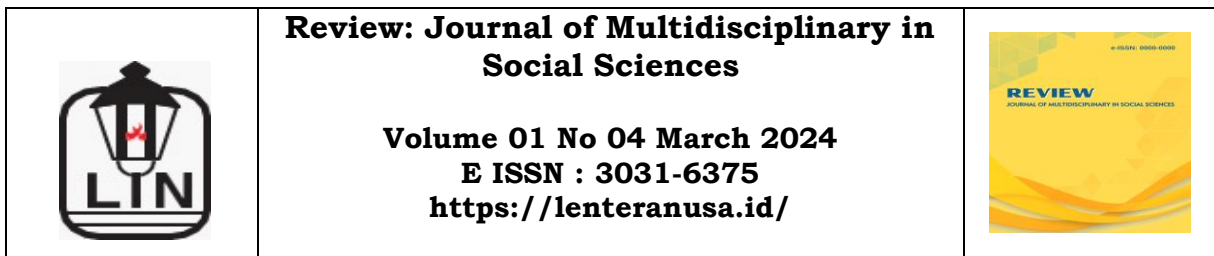 LIN
Review: Journal of Multidisciplinary in
Social Sciences
Volume 01 No 04 March 2024
E ISSN : 3031-6375
https://lenteranusa.id/
e-ISSN: 0000-0000
REVIEW
JOURNAL OF MULTIDISCIPLINARY IN SOCIAL SCIENCES